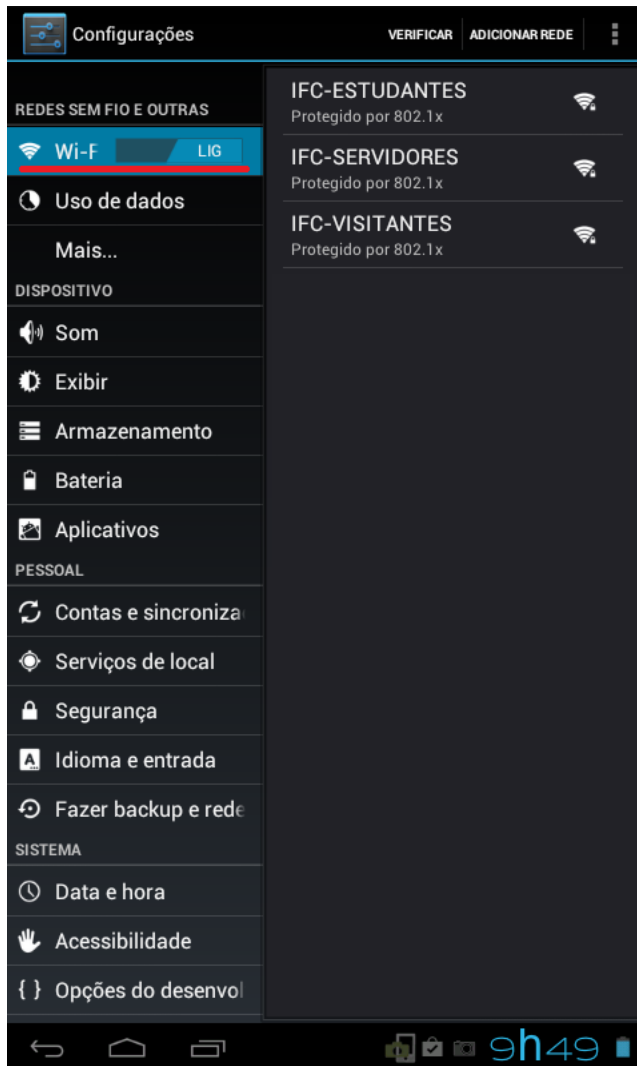 Configurações
VERIFICAR
ADICIONAR REDE
REDES SEM FIO E OUTRAS
Wi-F
LIG
Uso de dados
Mais...
DISPOSITIVO
Som
Exibir
Armazenamento
Bateria
Aplicativos
PESSOAL
Contas e sincroniza
Serviços de local
Segurança
Idioma e entrada
Fazer backup e rede
SISTEMA
Data e hora
Acessibilidade
{ } Opções do desenvol
IFC-ESTUDANTES
Protegido por 802.1x
IFC-SERVIDORES
Protegido por 802.1x
IFC-VISITANTES
Protegido por 802.1x
9h49